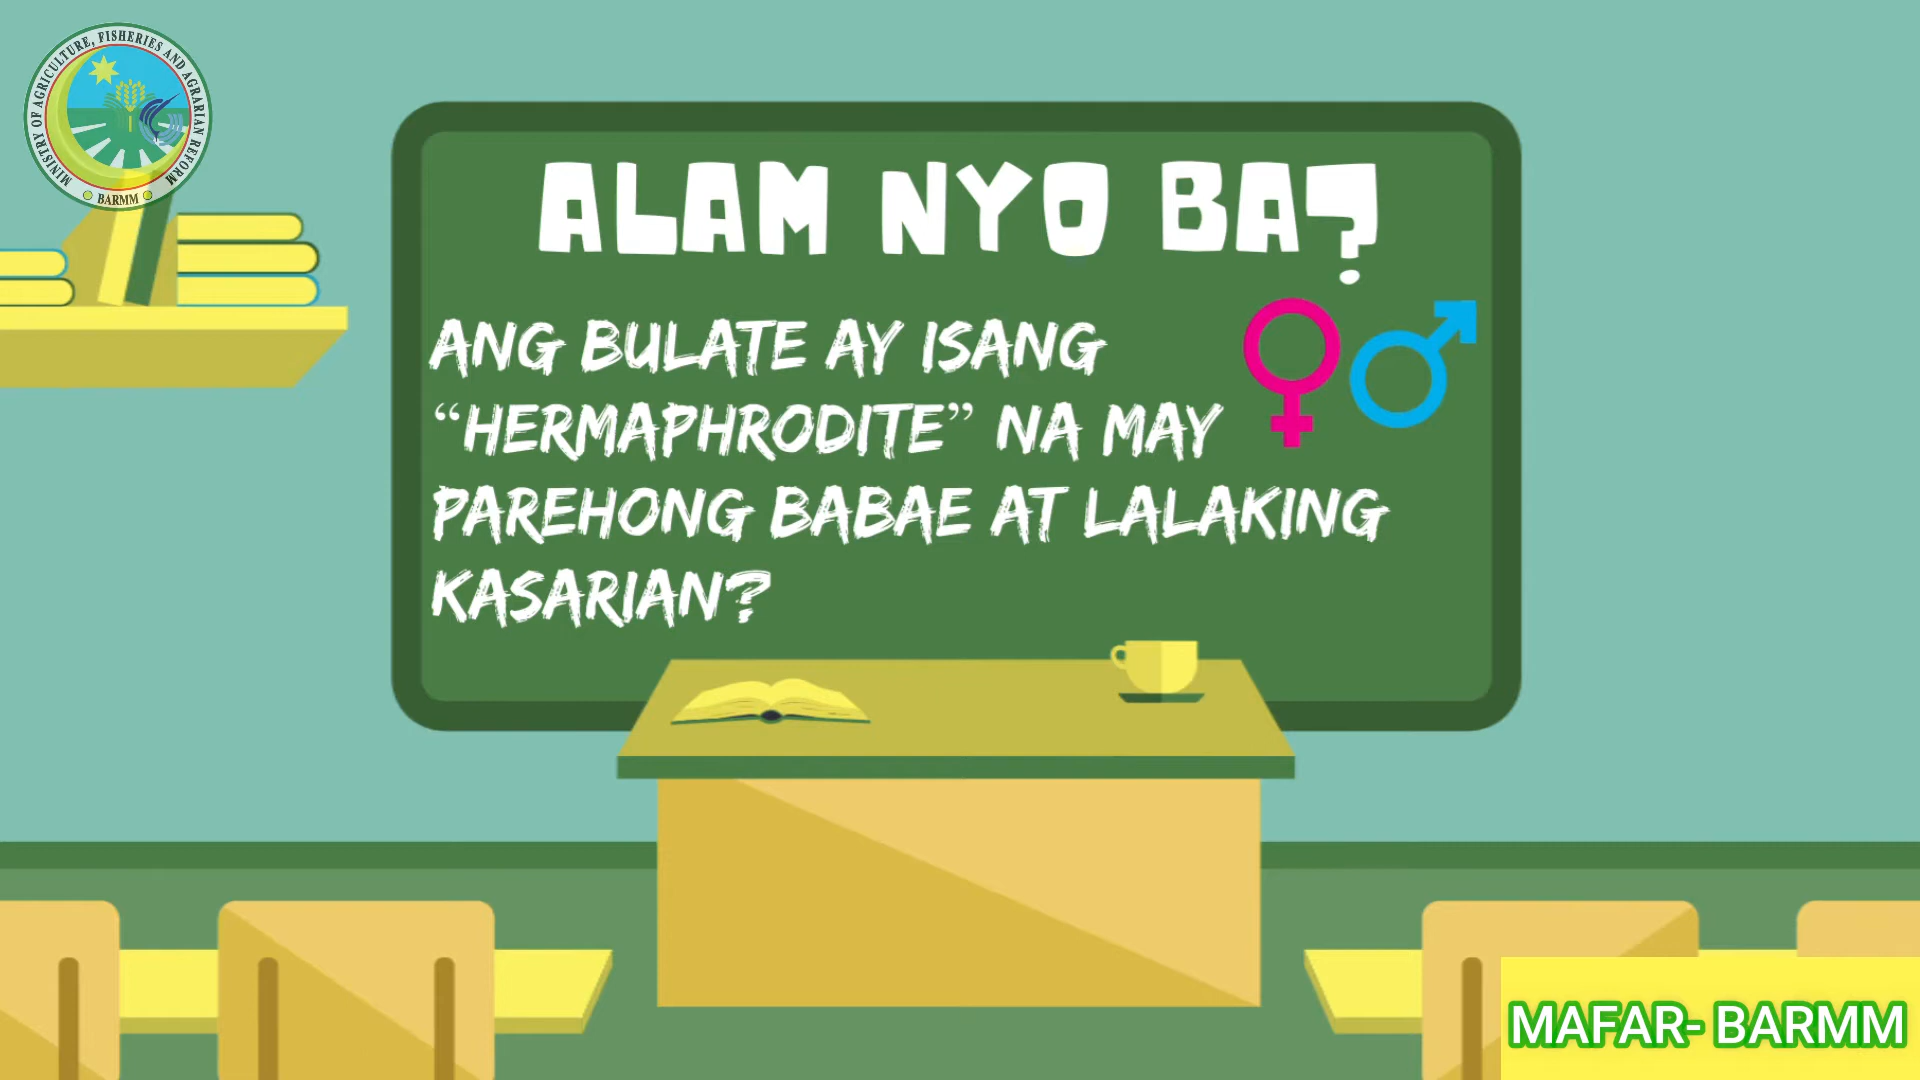 MINISTRY OF AGRICULTURE, FISHERIES AND AGRARIAN REFORM
BARMM
ALAM NYO BA?
ANG BULATE AY ISANG
“HERMAPHRODITE” NA MAY
PAREHONG BABAE AT LALAKING
KASARIAN?
MAFAR- BARMM